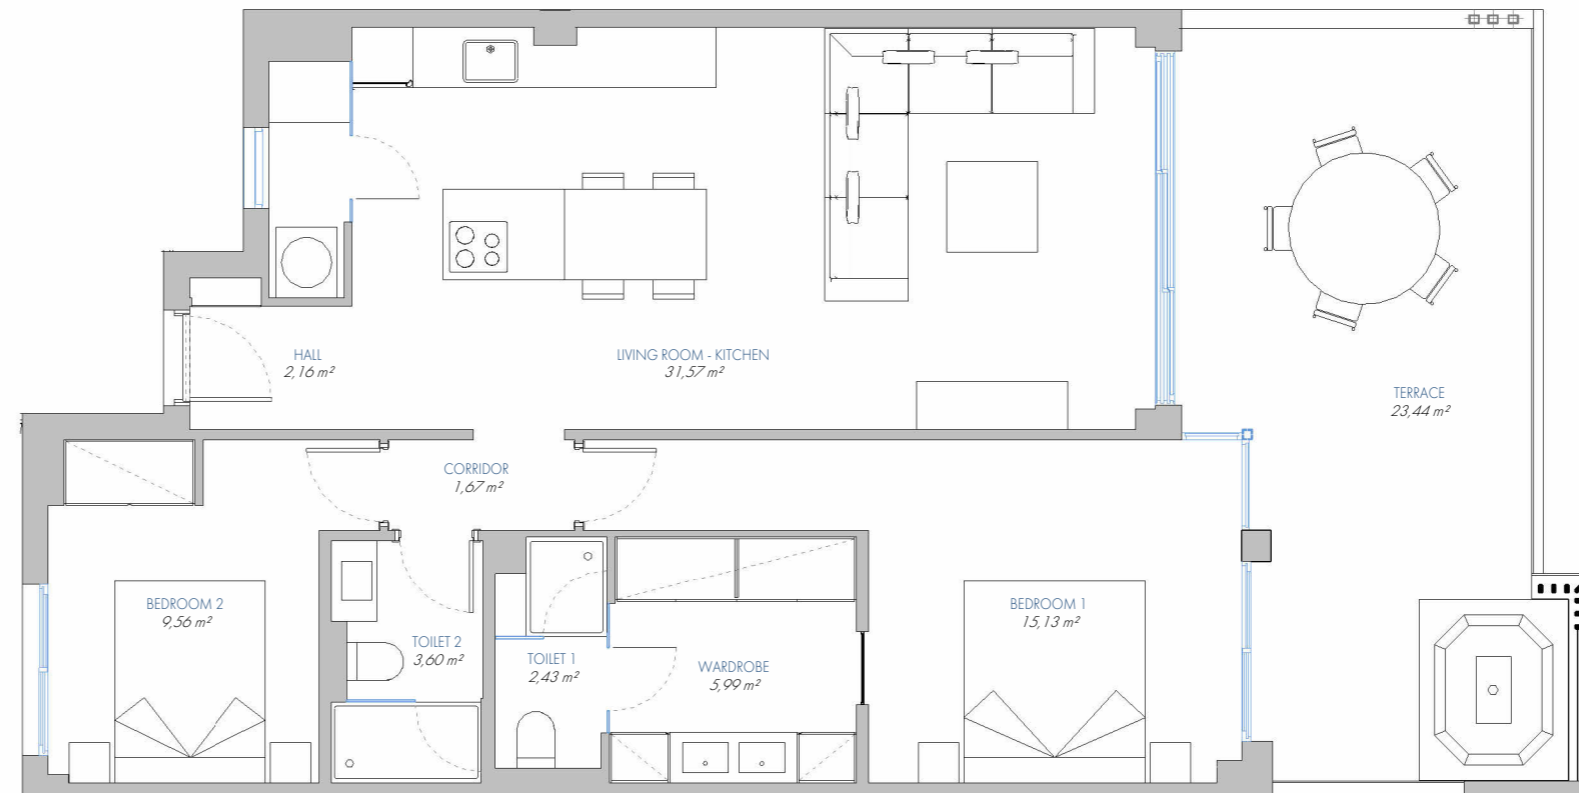 HALL
2,16 m²
LIVING ROOM - KITCHEN
31,57 m²
TERRACE
23,44 m²
CORRIDOR
1,67 m²
BEDROOM 2
9,56 m²
TOILET 2
3,60 m²
TOILET 1
2,43 m²
WARDROBE
5,99 m²
BEDROOM 1
15,13 m²